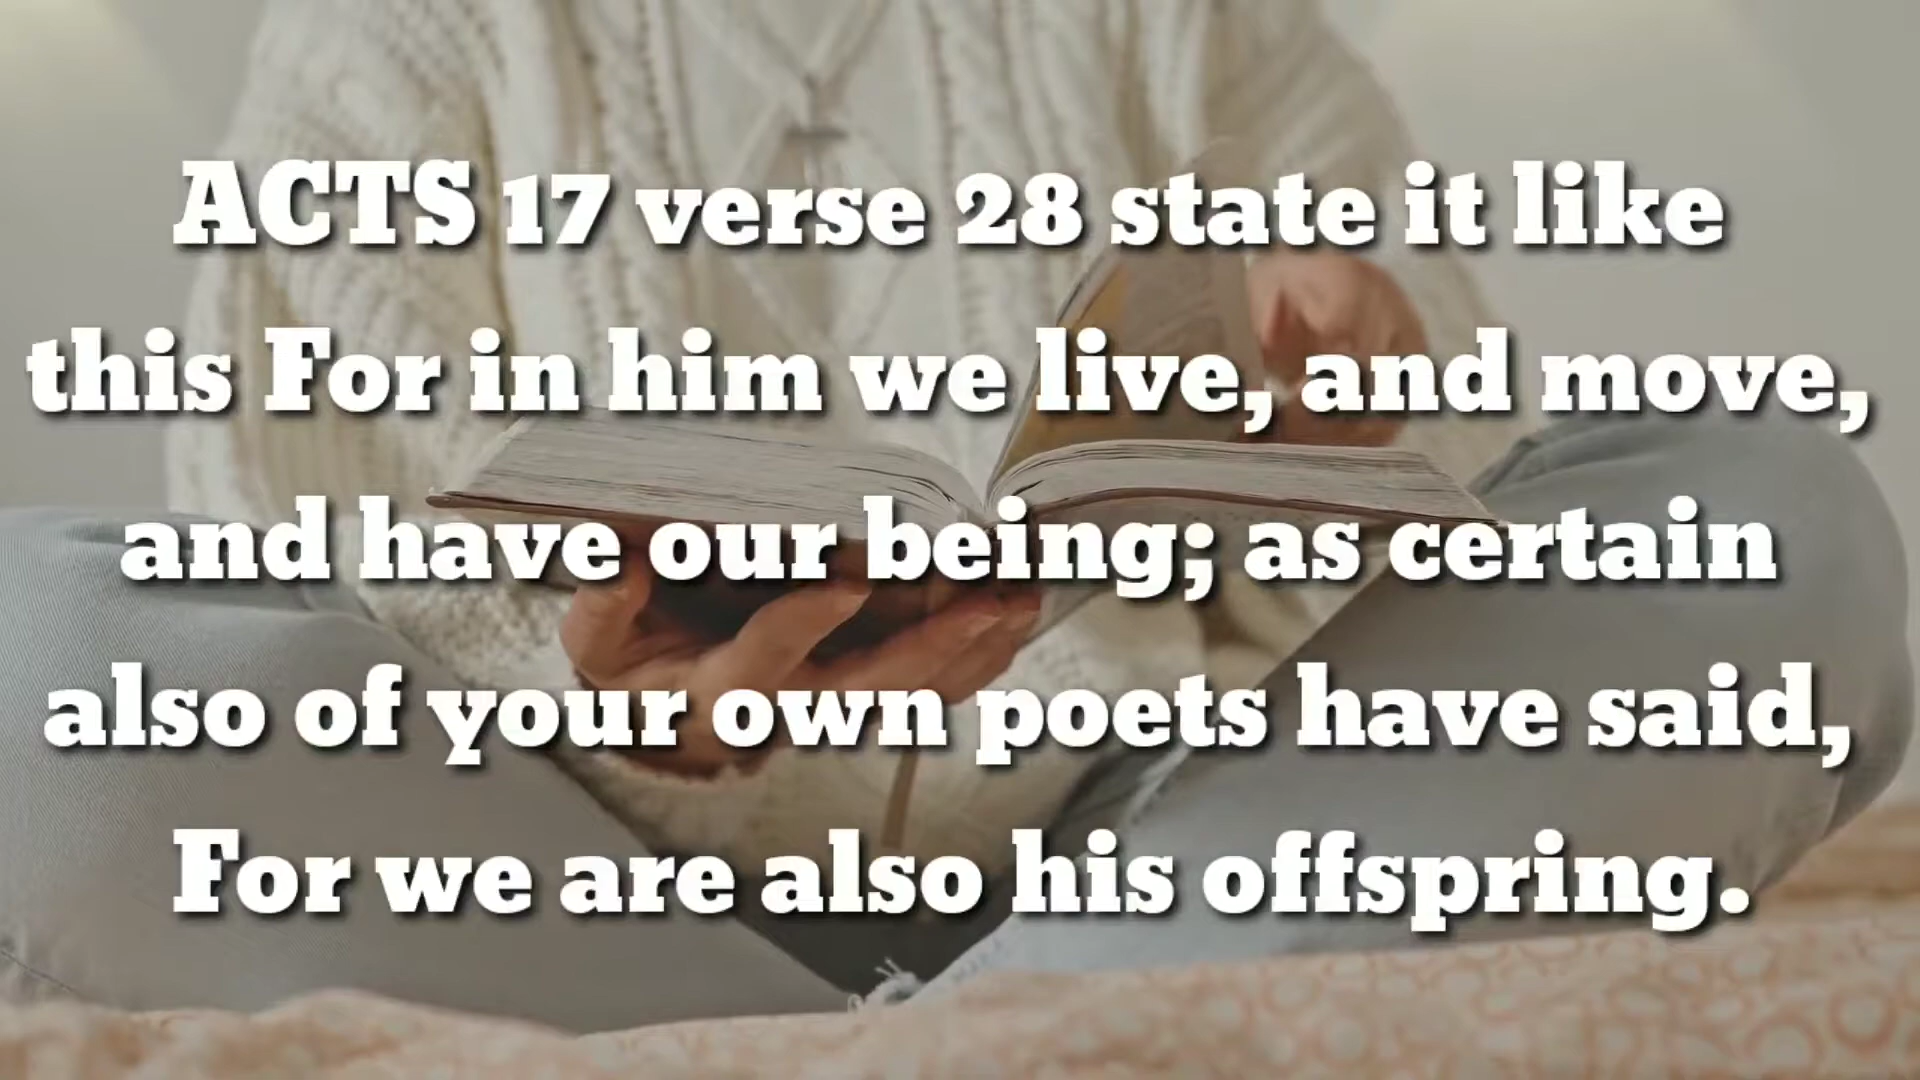 ACTS 17 verse 28 state it like
this For in him we live, and move,
and have our being; as certain
also of your own poets have said,
For we are also his offspring.